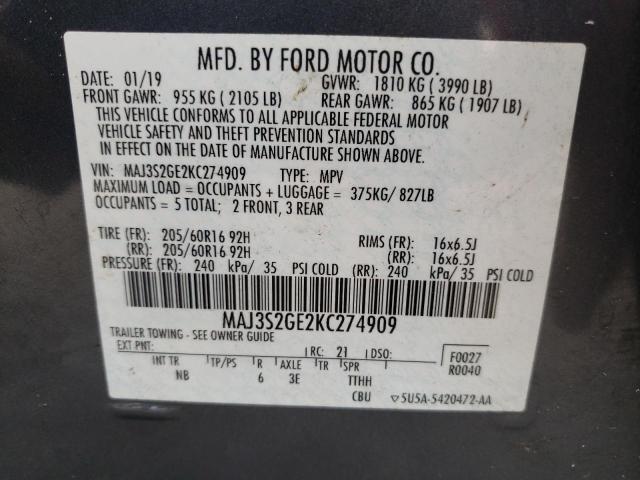 MFD. BY FORD MOTOR CO.
DATE: 01/19 GVWR: 1810 KG ( 3990 LB)
FRONT GAWR: 955 KG ( 2105 LB) REAR GAWR: 865 KG ( 1907 LB)
THIS VEHICLE CONFORMS TO ALL APPLICABLE FEDERAL MOTOR
VEHICLE SAFETY AND THEFT PREVENTION STANDARDS
IN EFFECT ON THE DATE OF MANUFACTURE SHOWN ABOVE.
VIN: MAJ3S2GE2KC274909 TYPE: MPV
MAXIMUM LOAD = OCCUPANTS + LUGGAGE = 375KG/ 827LB
OCCUPANTS = 5 TOTAL; 2 FRONT, 3 REAR
TIRE (FR): 205/60R16 92H RIMS (FR): 16x6.5J
(RR): 205/60R16 92H (RR): 16x6.5J
PRESSURE (FR): 240 kPa/ 35 PSI COLD (RR): 240 kPa/ 35 PSI COLD
MAJ3S2GE2KC274909
TRAILER TOWING - SEE OWNER GUIDE
EXT PNT: RC: 21 DSO: F0027
INT TR TP/PS R AXLE TR SPR R0040
NB 6 3E TTHH
CBU ▽5U5A-5420472-AA